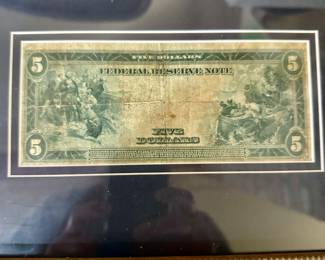 FIVE DOLLARS
5 5
FEDERAL RESERVE NOTE
5 5
FIVE
DOLLARS